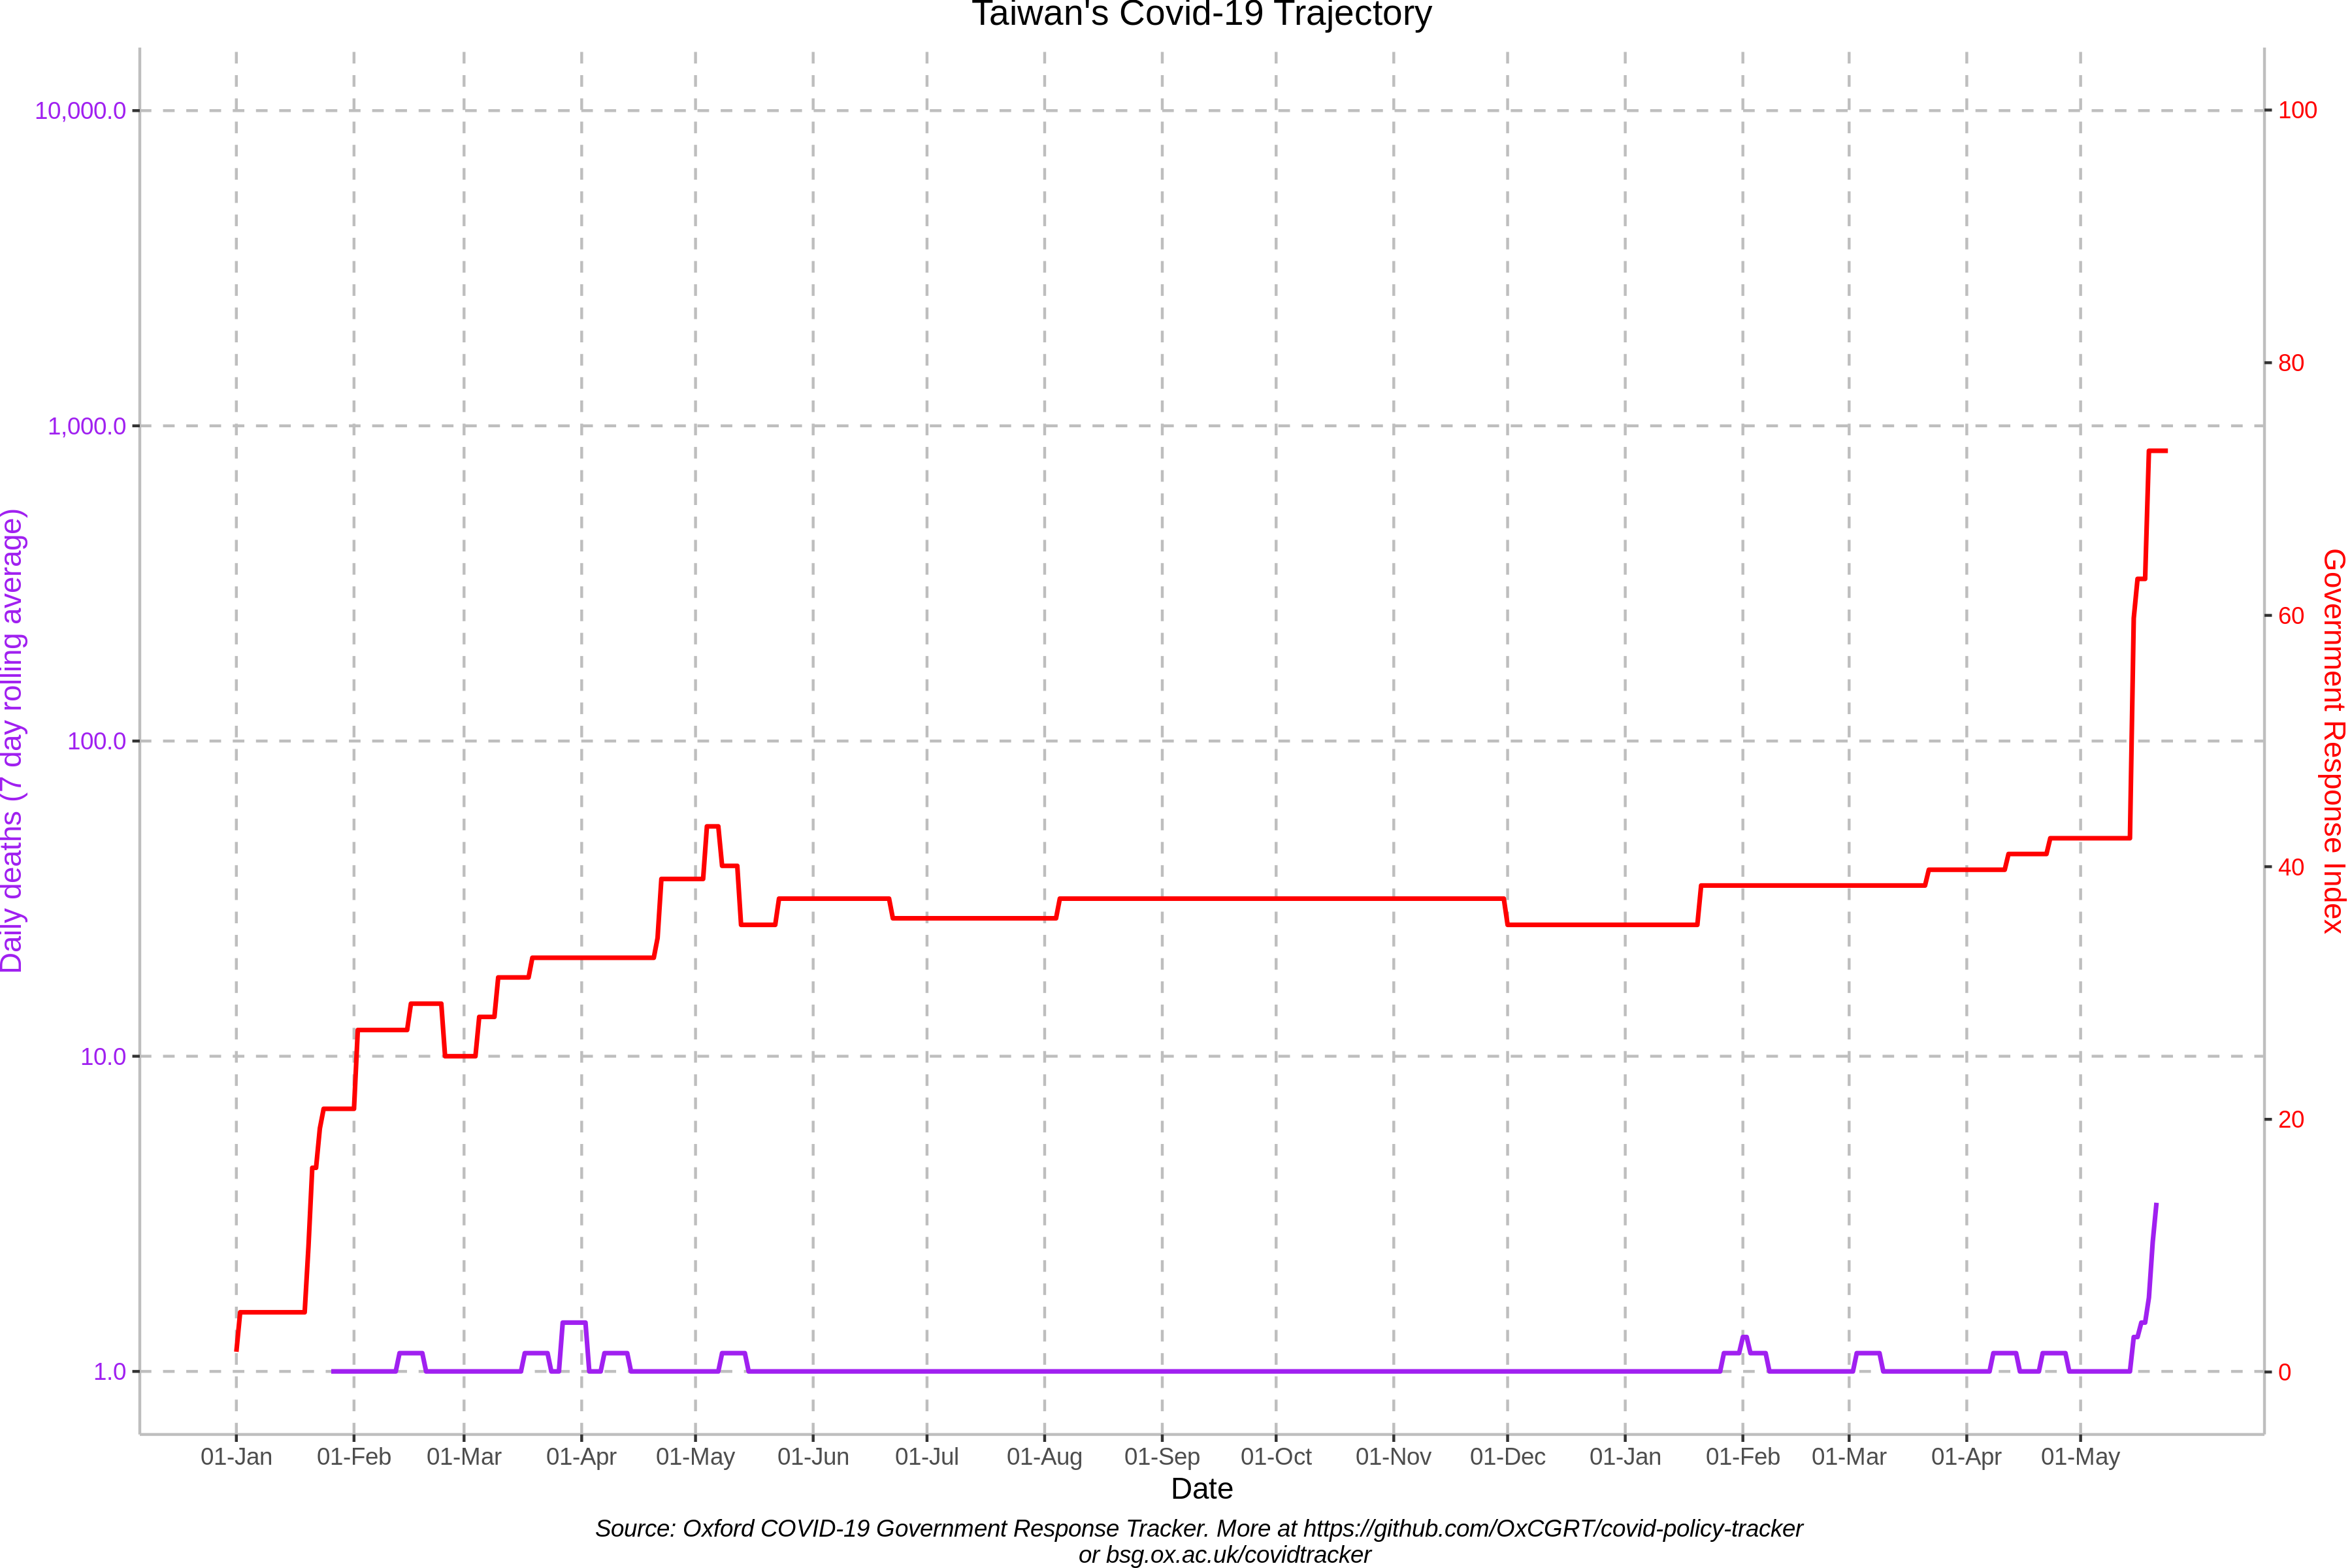 Taiwan's Covid-19 Trajectory
10,000.0
1,000.0
100.0
10.0
1.0
Daily deaths (7 day rolling average)
100
80
60
40
20
0
Government Response Index
01-Jan 01-Feb 01-Mar 01-Apr 01-May 01-Jun 01-Jul 01-Aug 01-Sep 01-Oct 01-Nov 01-Dec 01-Jan 01-Feb 01-Mar 01-Apr 01-May
Date
Source: Oxford COVID-19 Government Response Tracker. More at https://github.com/OxCGRT/covid-policy-tracker
or bsg.ox.ac.uk/covidtracker